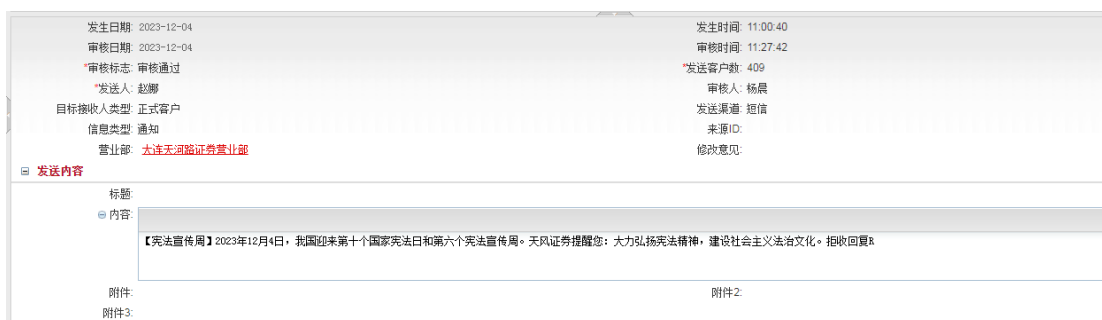 发生日期: 2023-12-04 发生时间: 11:00:40
审核日期: 2023-12-04 审核时间: 11:27:42
*审核标志: 审核通过 *发送客户数: 409
*发送人: 赵娜 审核人: 杨晨
目标接收人类型: 正式客户 发送渠道: 短信
信息类型: 通知 来源ID:
营业部: 大连天河路证券营业部 修改意见:
发送内容
标题:
内容:
【宪法宣传周】2023年12月4日，我国迎来第十个国家宪法日和第六个宪法宣传周。天风证券提醒您：大力弘扬宪法精神，建设社会主义法治文化。拒收回复R
附件: 附件2:
附件3: